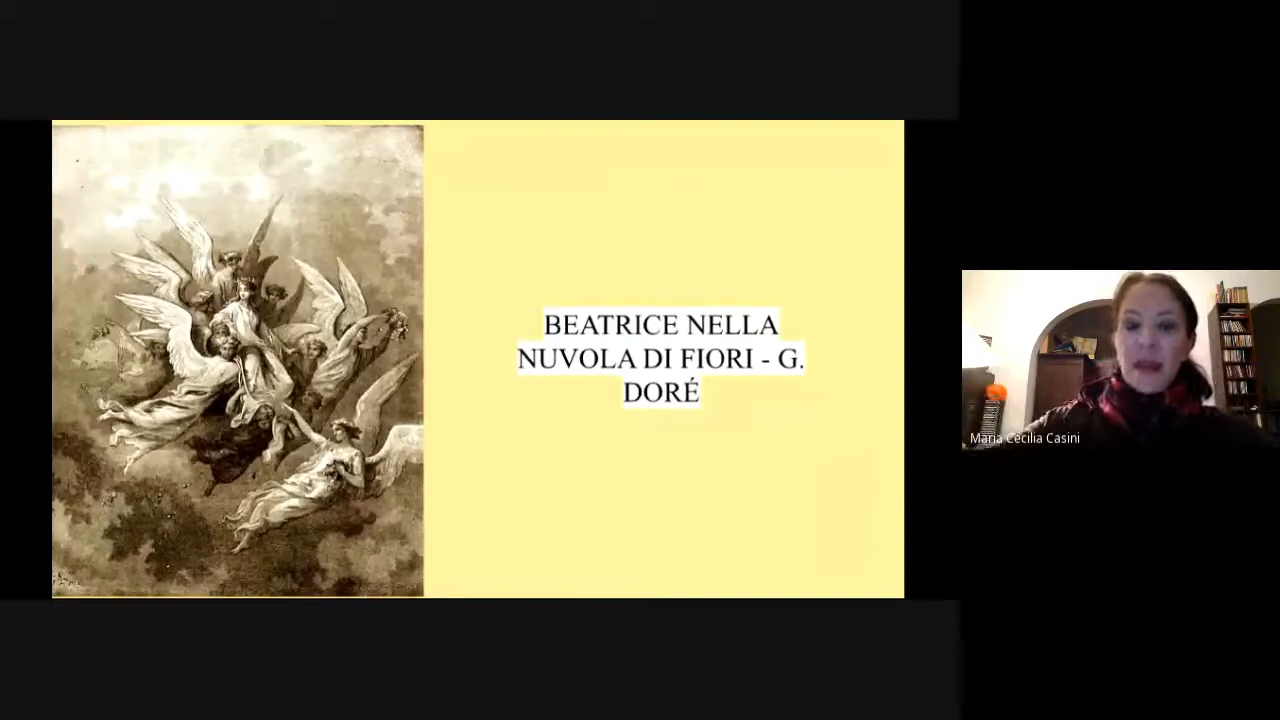 BEATRICE NELLA
NUVOLA DI FIORI - G.
DORÉ
Maria Cecilia Casini